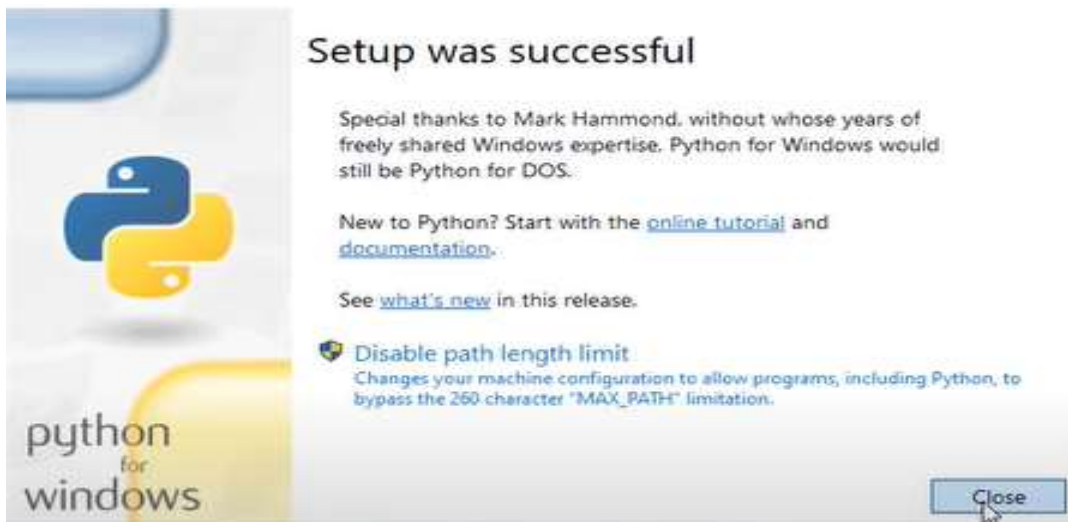 Setup was successful
Special thanks to Mark Hammond, without whose years of
freely shared Windows expertise, Python for Windows would
still be Python for DOS.
New to Python? Start with the online tutorial and
documentation.
See what's new in this release.
Disable path length limit
Changes your machine configuration to allow programs, including Python, to
bypass the 260 character "MAX_PATH" limitation.
python
for
windows
Close